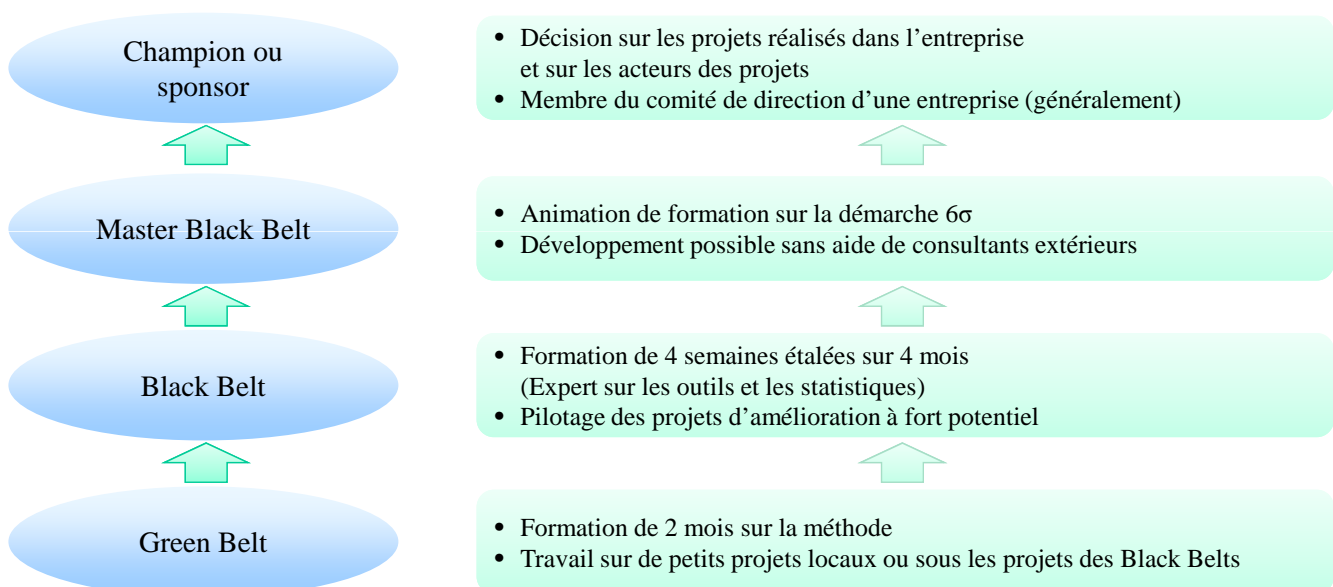 Champion ou
sponsor
• Décision sur les projets réalisés dans l’entreprise
et sur les acteurs des projets
• Membre du comité de direction d’une entreprise (généralement)
Master Black Belt
• Animation de formation sur la démarche 6σ
• Développement possible sans aide de consultants extérieurs
Black Belt
• Formation de 4 semaines étalées sur 4 mois
(Expert sur les outils et les statistiques)
• Pilotage des projets d’amélioration à fort potentiel
Green Belt
• Formation de 2 mois sur la méthode
• Travail sur de petits projets locaux ou sous les projets des Black Belts